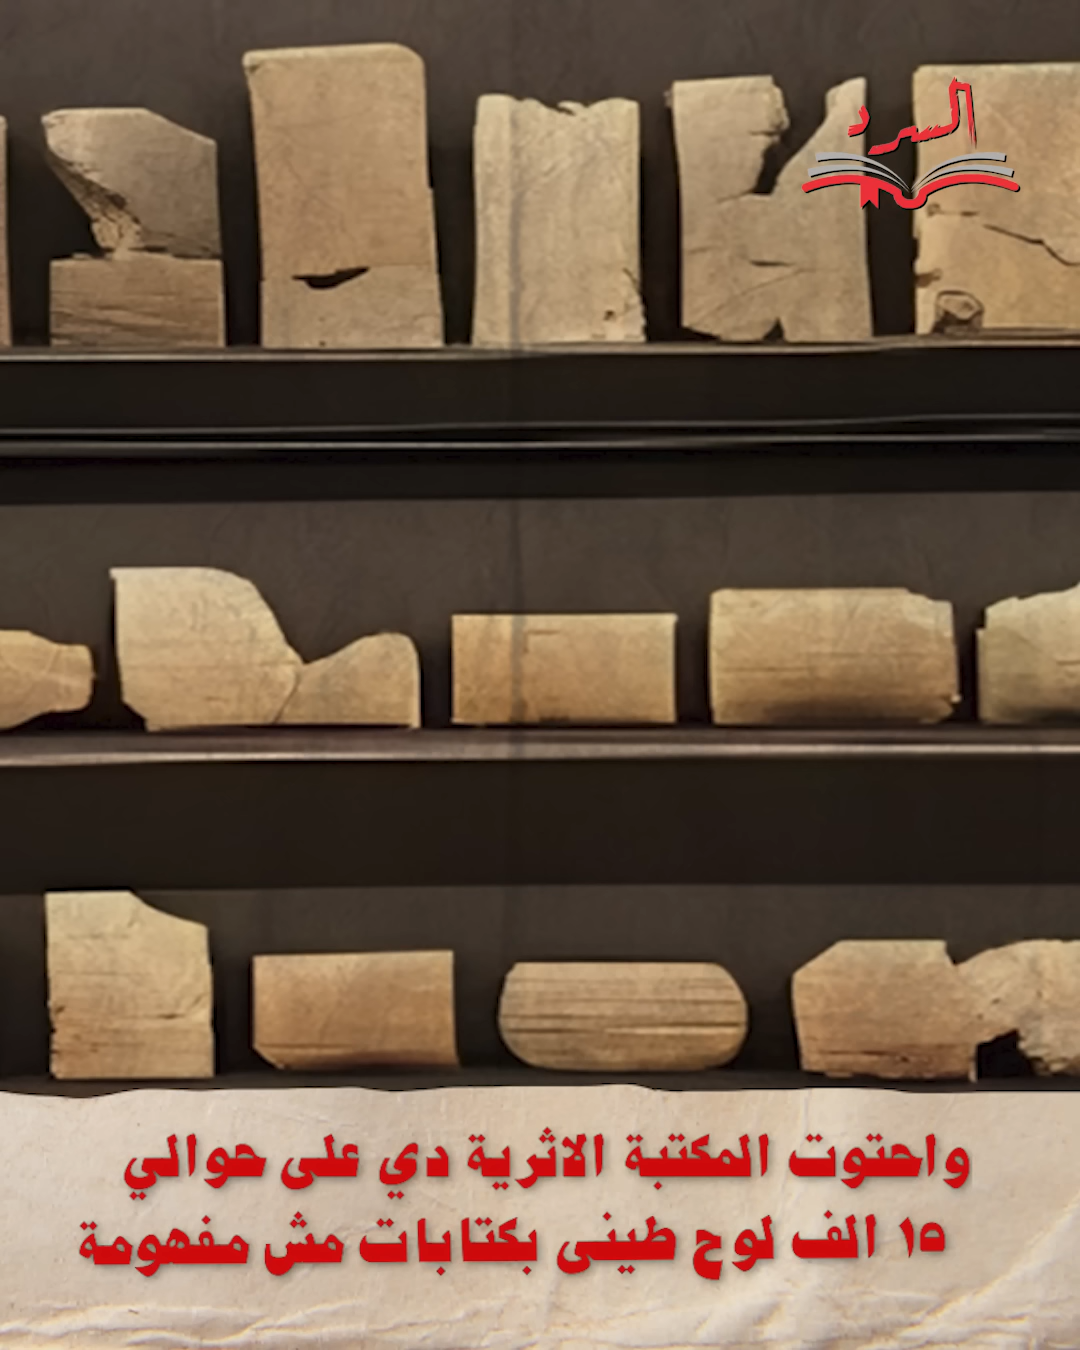 السرد
واحتوت المكتبة الاثرية دي على حوالي
١٥ الف لوح طينى بكتابات مش مفهومة